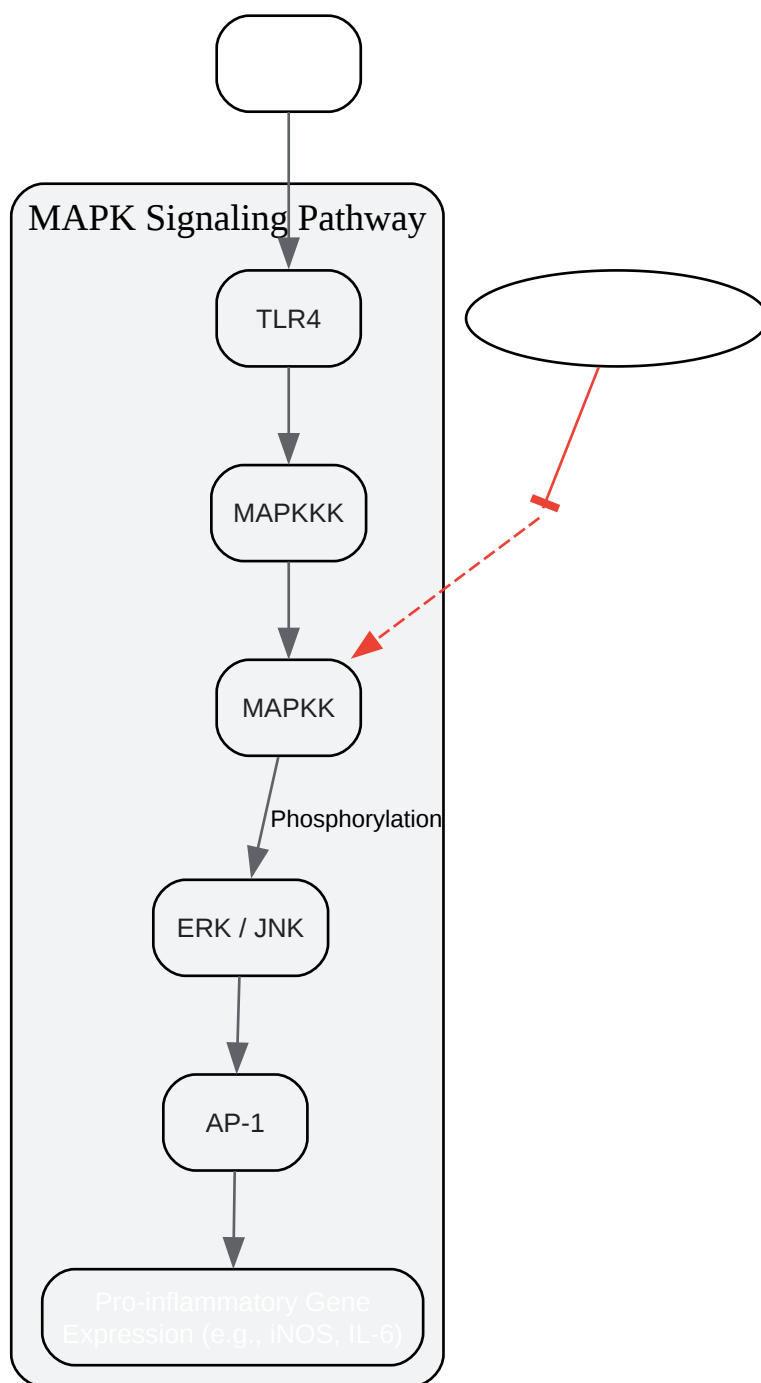 MAPK Signaling Pathway
TLR4
MAPKKK
MAPKK
Phosphorylation
ERK / JNK
AP-1
Pro-inflammatory Gene
Expression (e.g., iNOS, IL-6)